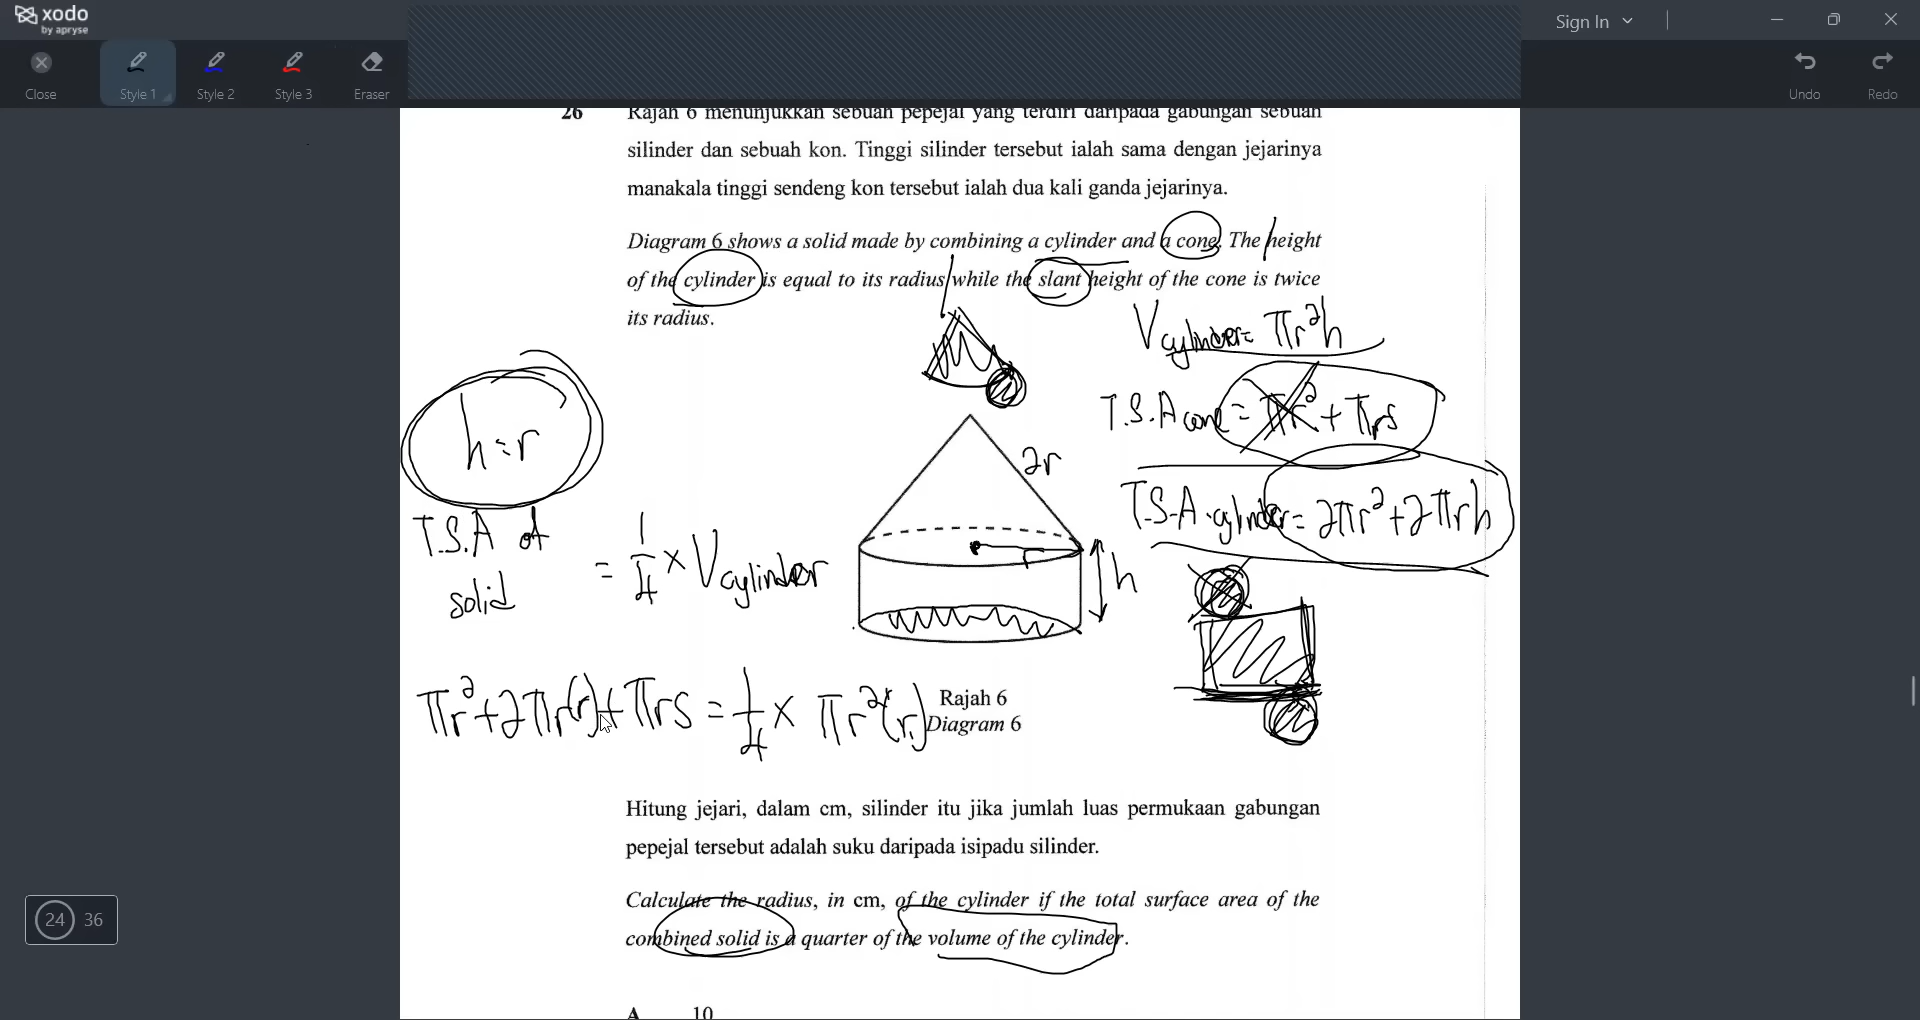 xodo
by apryse
Sign In
Close
Style 1
Style 2
Style 3
Eraser
Undo
Redo
26 Rajah 6 menunjukkan sebuah pepejal yang terdiri daripada gabungan sebuah
silinder dan sebuah kon. Tinggi silinder tersebut ialah sama dengan jejarinya
manakala tinggi sendeng kon tersebut ialah dua kali ganda jejarinya.
Diagram 6 shows a solid made by combining a cylinder and a cone. The height
of the cylinder is equal to its radius while the slant height of the cone is twice
its radius.
V cylinder = πr²h
T.S.A cone = πr² + πrs
h = r
2r
T.S.A cylinder = 2πr² + 2πrh
T.S.A of
solid
= 1/4 × V cylinder
r
h
πr² + 2πr(r) + πrs = 1/4 × πr²(r)
Rajah 6
Diagram 6
Hitung jejari, dalam cm, silinder itu jika jumlah luas permukaan gabungan
pepejal tersebut adalah suku daripada isipadu silinder.
Calculate the radius, in cm, of the cylinder if the total surface area of the
combined solid is a quarter of the volume of the cylinder.
24 36
A 10